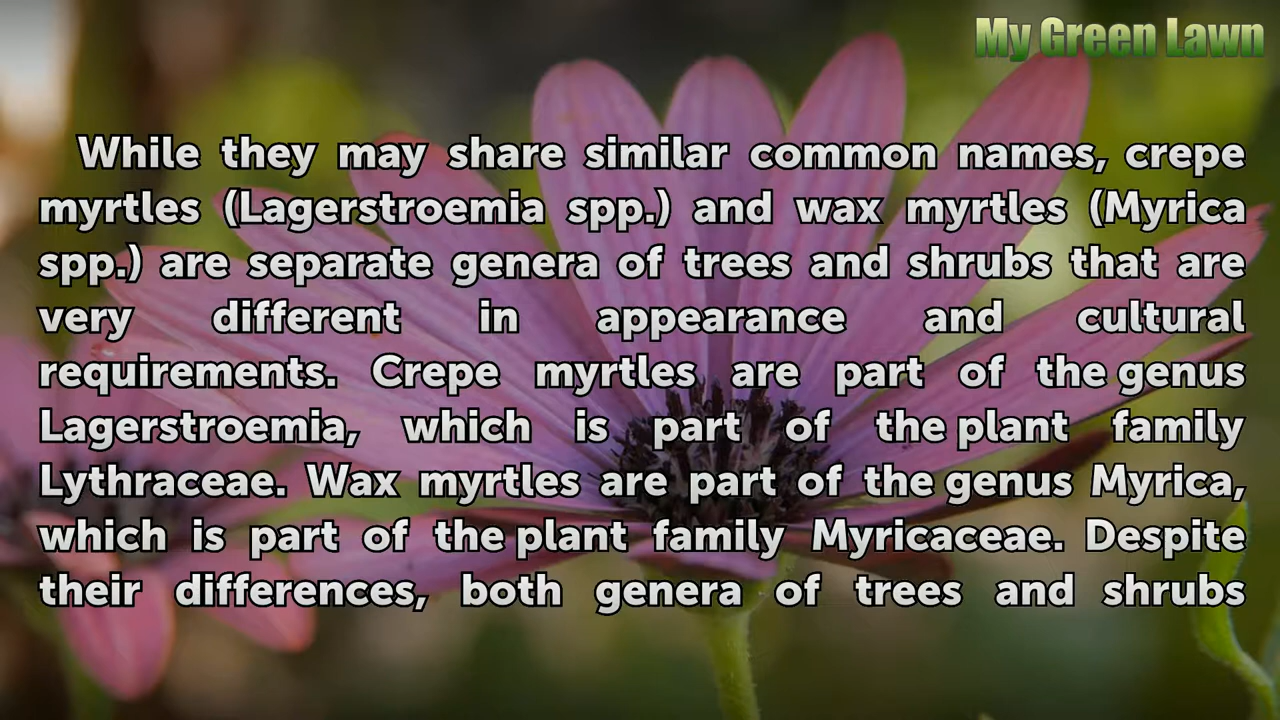 My Green Lawn
While they may share similar common names, crepe
myrtles (Lagerstroemia spp.) and wax myrtles (Myrica
spp.) are separate genera of trees and shrubs that are
very different in appearance and cultural
requirements. Crepe myrtles are part of the genus
Lagerstroemia, which is part of the plant family
Lythraceae. Wax myrtles are part of the genus Myrica,
which is part of the plant family Myricaceae. Despite
their differences, both genera of trees and shrubs